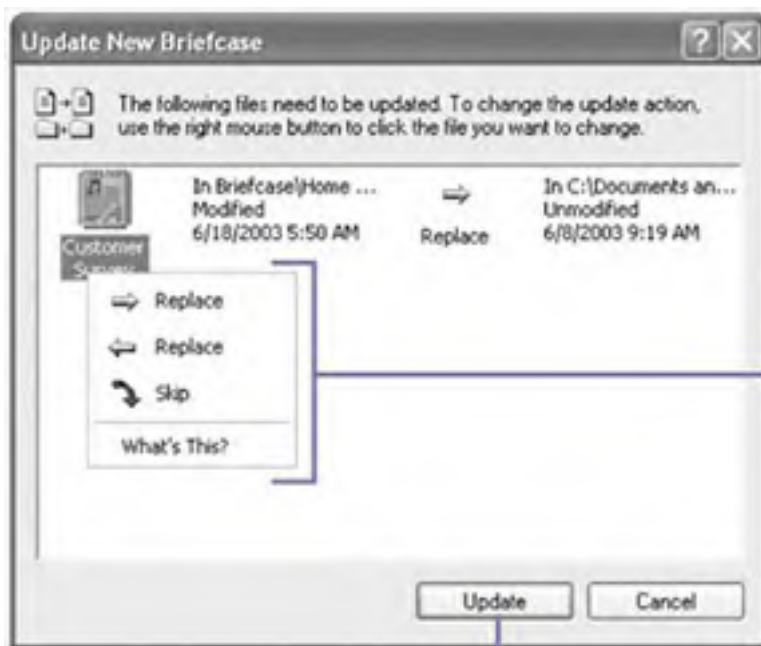 Update New Briefcase
The following files need to be updated. To change the update action,
use the right mouse button to click the file you want to change.
In Briefcase\Home ...
Modified
6/18/2003 5:50 AM
Replace
In C:\Documents an...
Unmodified
6/8/2003 9:19 AM
Customer
Survey
Replace
Replace
Skip
What's This?
Update
Cancel